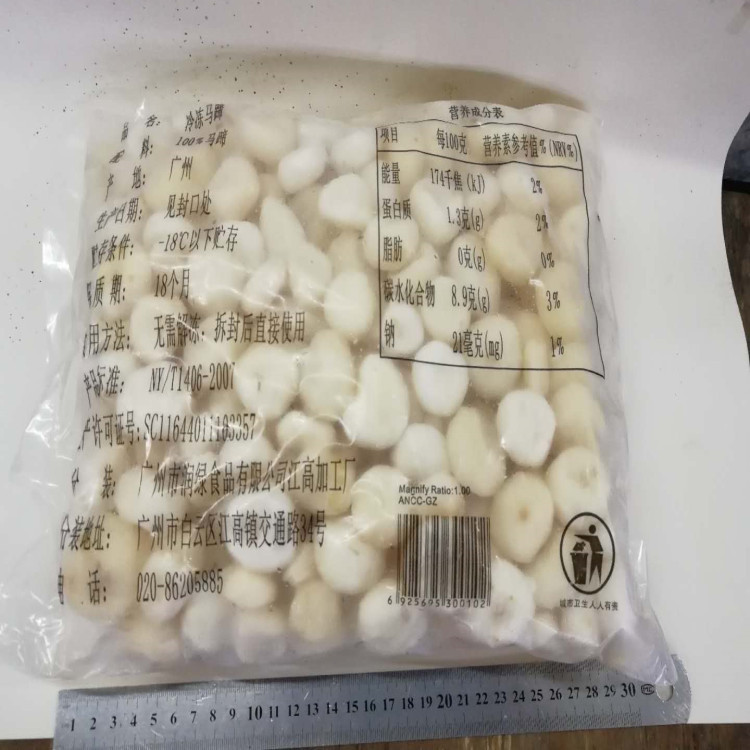 品 名: 冷冻马蹄
料: 100%马蹄
产 地: 广州
生产日期: 见封口处
贮存条件: -18℃以下贮存
质 期: 18个月
用方法: 无需解冻, 拆封后直接使用
产品标准: NY/T1406-2007
产许可证号: SC11644011103357
分 装: 广州市润绿食品有限公司江高加工厂
分装地址: 广州市白云区江高镇交通路34号
电 话: 020-86205885
营养成分表
项目 每100克 营养素参考值%(NRV%)
能量 174千焦(kJ) 2%
蛋白质 1.3克(g) 2%
脂肪 0克(g) 0%
碳水化合物 8.9克(g) 3%
钠 21毫克(mg) 1%
Magnify Ratio:1.00
ANCC-GZ
6 925605 300102
城市卫生人人有责
1 2 3 4 5 6 7 8 9 10 11 12 13 14 15 16 17 18 19 20 21 22 23 24 25 26 27 28 29 30